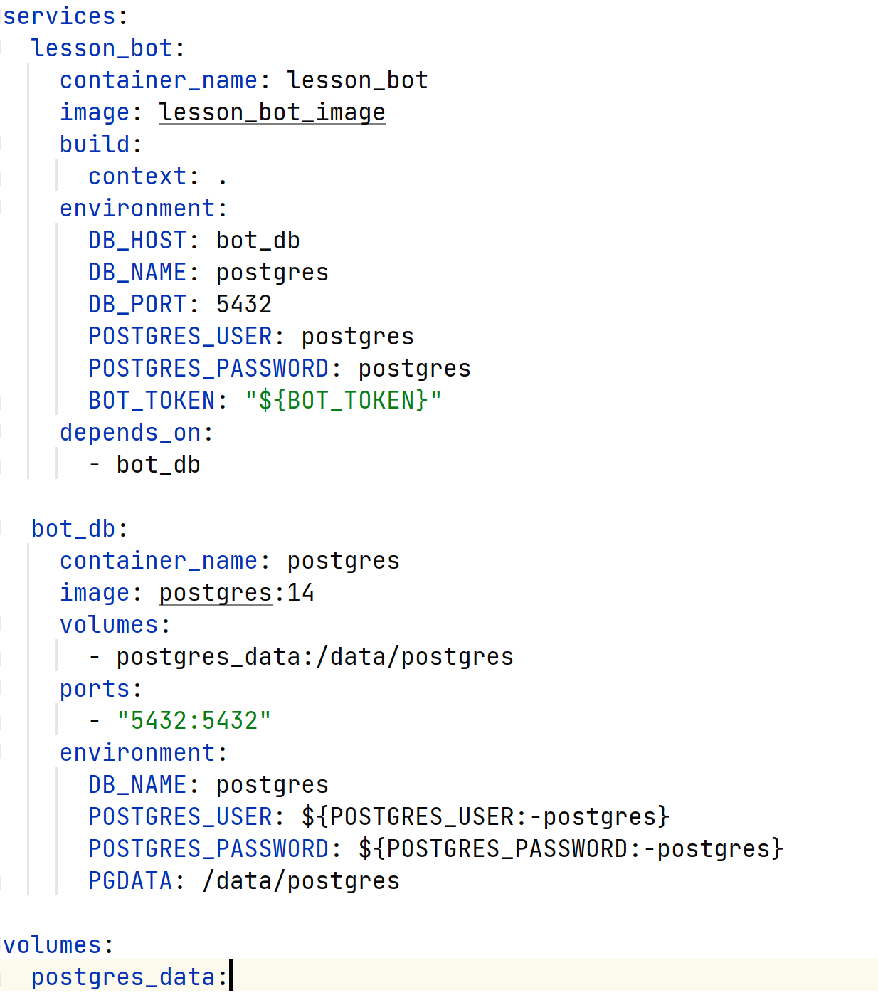 services:
  lesson_bot:
    container_name: lesson_bot
    image: lesson_bot_image
    build:
      context: .
    environment:
      DB_HOST: bot_db
      DB_NAME: postgres
      DB_PORT: 5432
      POSTGRES_USER: postgres
      POSTGRES_PASSWORD: postgres
      BOT_TOKEN: "${BOT_TOKEN}"
    depends_on:
      - bot_db

  bot_db:
    container_name: postgres
    image: postgres:14
    volumes:
      - postgres_data:/data/postgres
    ports:
      - "5432:5432"
    environment:
      DB_NAME: postgres
      POSTGRES_USER: ${POSTGRES_USER:-postgres}
      POSTGRES_PASSWORD: ${POSTGRES_PASSWORD:-postgres}
      PGDATA: /data/postgres

volumes:
  postgres_data: